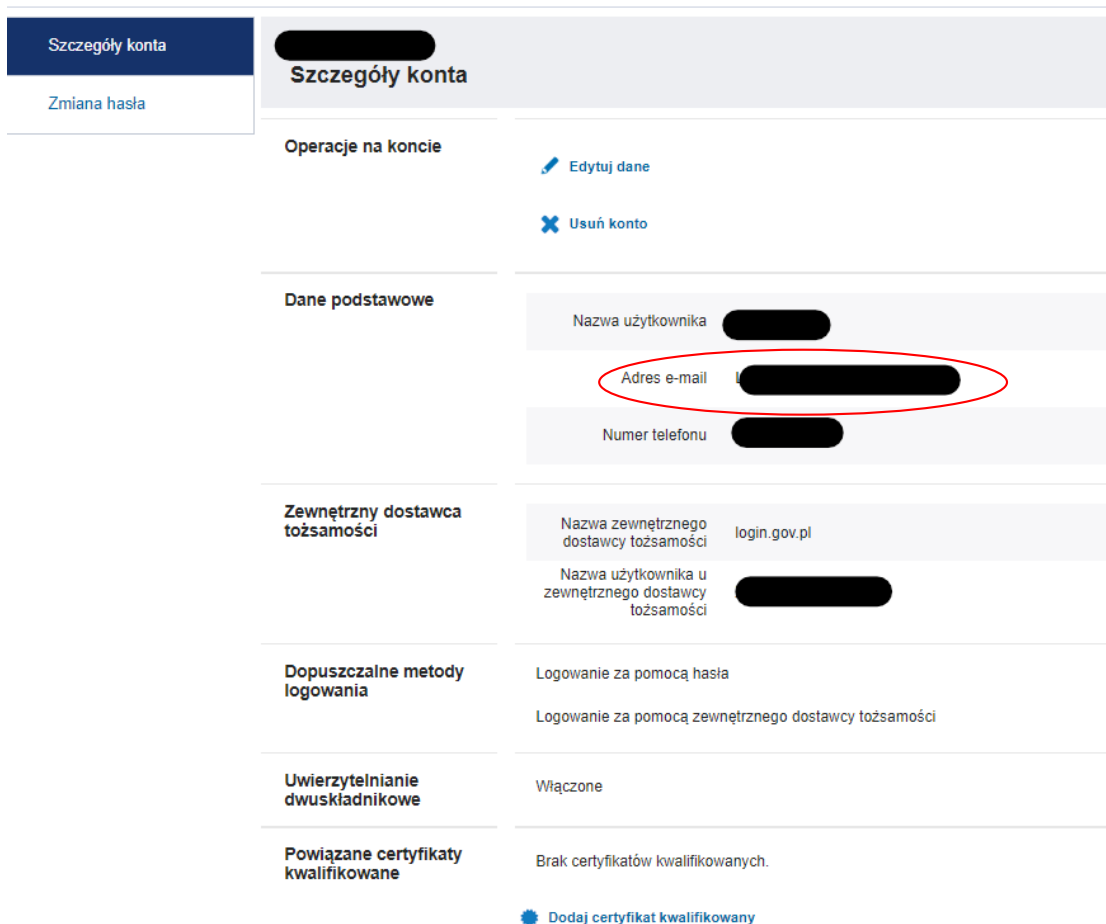 Szczegóły konta
Zmiana hasła
Szczegóły konta
Operacje na koncie
Edytuj dane
Usuń konto
Dane podstawowe
Nazwa użytkownika
Adres e-mail
Numer telefonu
Zewnętrzny dostawca
tożsamości
Nazwa zewnętrznego
dostawcy tożsamości
login.gov.pl
Nazwa użytkownika u
zewnętrznego dostawcy
tożsamości
Dopuszczalne metody
logowania
Logowanie za pomocą hasła
Logowanie za pomocą zewnętrznego dostawcy tożsamości
Uwierzytelnianie
dwuskładnikowe
Włączone
Powiązane certyfikaty
kwalifikowane
Brak certyfikatów kwalifikowanych.
Dodaj certyfikat kwalifikowany